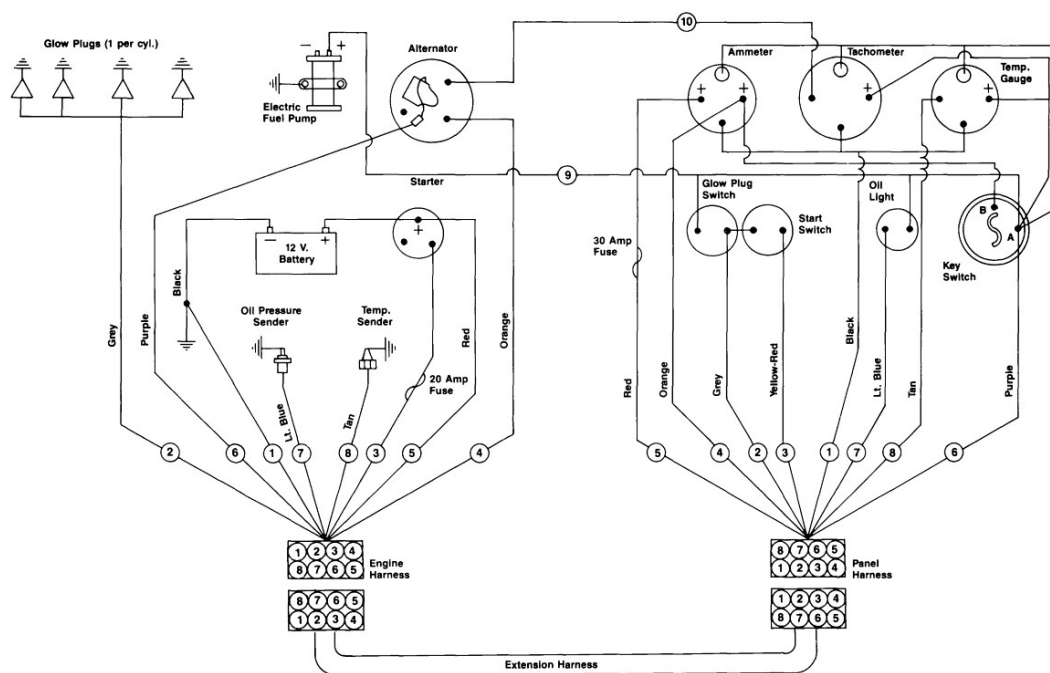 Glow Plugs (1 per cyl.)
− +
Electric
Fuel Pump
Alternator
10
Ammeter
Tachometer
Temp.
Gauge
+
+
+
+
Starter
9
Glow Plug
Switch
Start
Switch
Oil
Light
B
A
Key
Switch
+
− +
12 V.
Battery
30 Amp
Fuse
Black
Oil Pressure
Sender
Temp.
Sender
20 Amp
Fuse
Grey
Purple
Lt. Blue
Tan
Red
Orange
Red
Orange
Grey
Yellow-Red
Black
Lt. Blue
Tan
Purple
2 6 1 7 8 3 5 4
5 4 2 3 1 7 8 6
1 2 3 4
8 7 6 5
Engine
Harness
8 7 6 5
1 2 3 4
8 7 6 5
1 2 3 4
Panel
Harness
1 2 3 4
8 7 6 5
Extension Harness